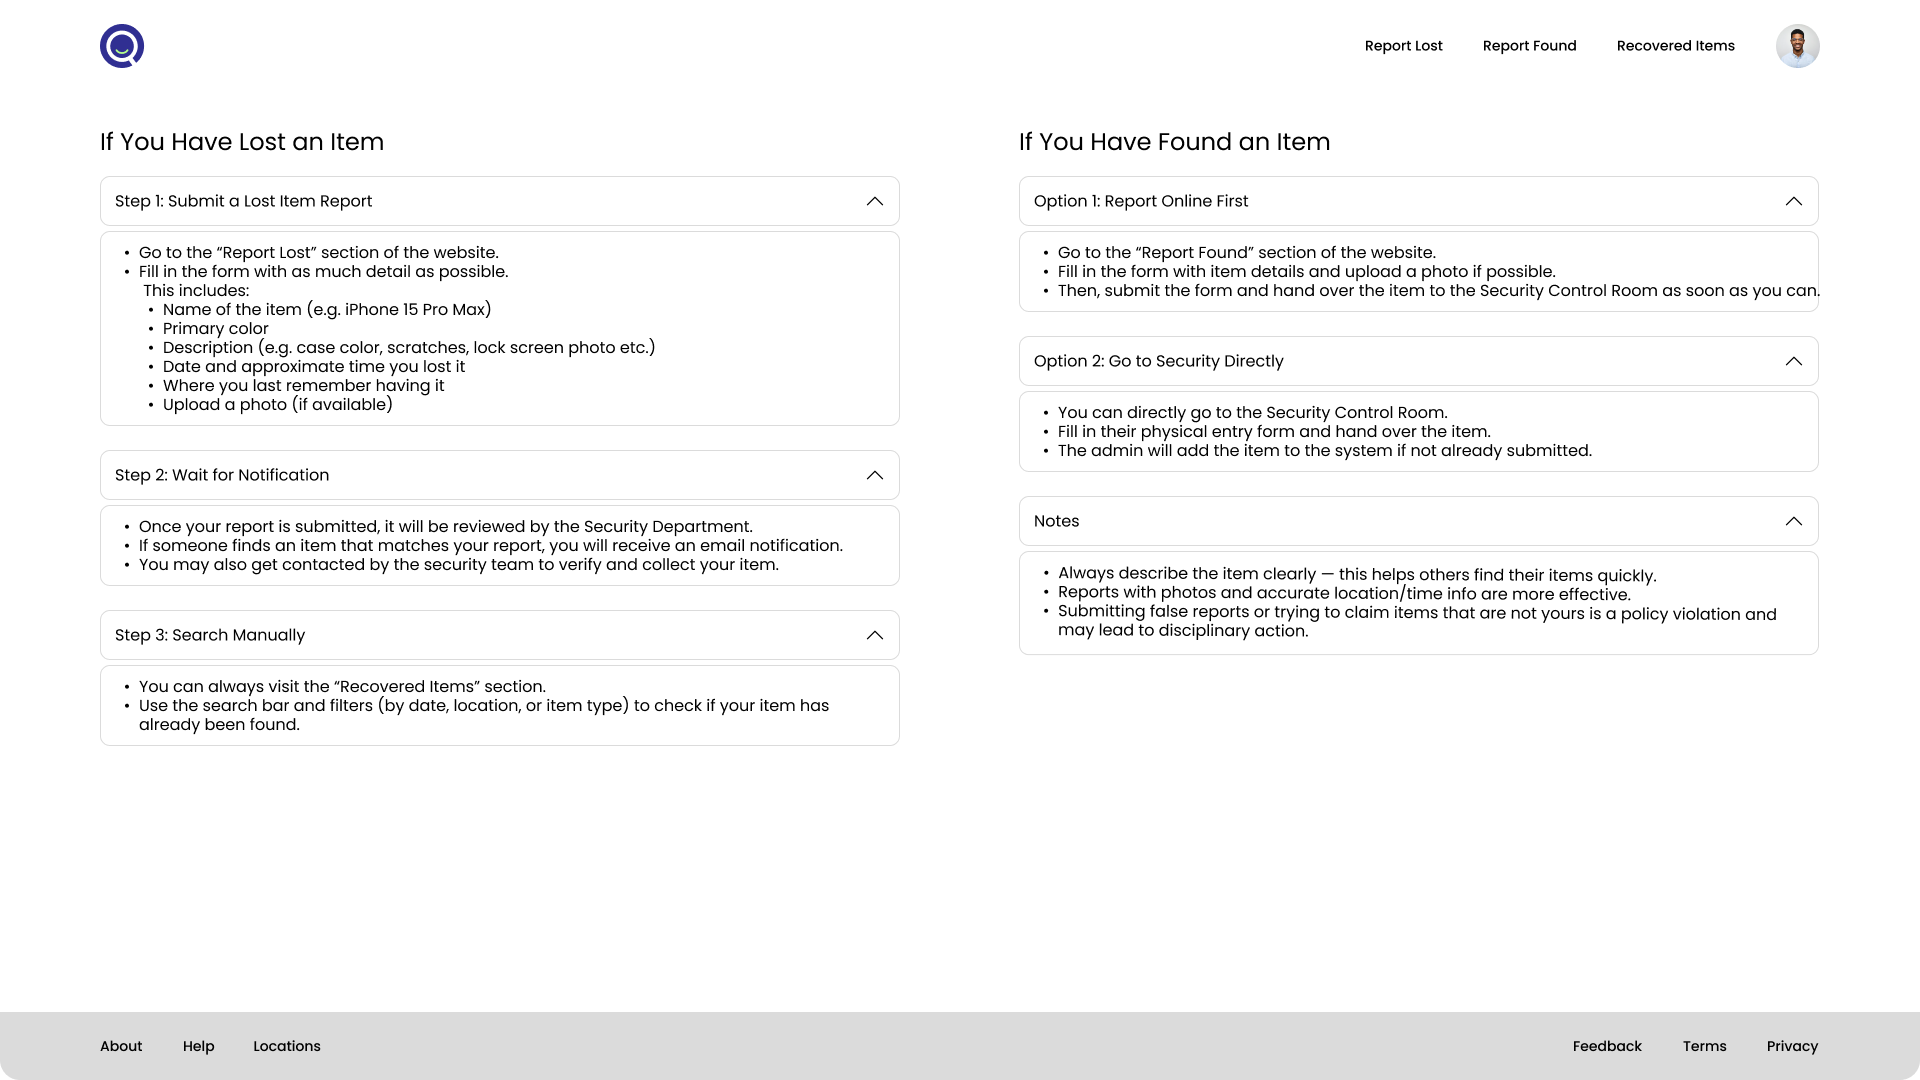 Report Lost
Report Found
Recovered Items
If You Have Lost an Item
Step 1: Submit a Lost Item Report
• Go to the “Report Lost” section of the website.
• Fill in the form with as much detail as possible.
This includes:
• Name of the item (e.g. iPhone 15 Pro Max)
• Primary color
• Description (e.g. case color, scratches, lock screen photo etc.)
• Date and approximate time you lost it
• Where you last remember having it
• Upload a photo (if available)
Step 2: Wait for Notification
• Once your report is submitted, it will be reviewed by the Security Department.
• If someone finds an item that matches your report, you will receive an email notification.
• You may also get contacted by the security team to verify and collect your item.
Step 3: Search Manually
• You can always visit the “Recovered Items” section.
• Use the search bar and filters (by date, location, or item type) to check if your item has
already been found.
If You Have Found an Item
Option 1: Report Online First
• Go to the “Report Found” section of the website.
• Fill in the form with item details and upload a photo if possible.
• Then, submit the form and hand over the item to the Security Control Room as soon as you can.
Option 2: Go to Security Directly
• You can directly go to the Security Control Room.
• Fill in their physical entry form and hand over the item.
• The admin will add the item to the system if not already submitted.
Notes
• Always describe the item clearly — this helps others find their items quickly.
• Reports with photos and accurate location/time info are more effective.
• Submitting false reports or trying to claim items that are not yours is a policy violation and
may lead to disciplinary action.
About
Help
Locations
Feedback
Terms
Privacy